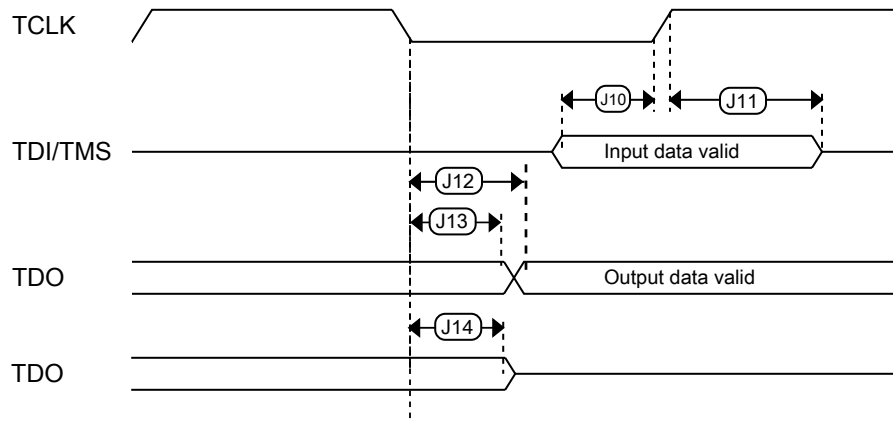 TCLK
J10
J11
TDI/TMS
Input data valid
J12
J13
TDO
Output data valid
J14
TDO